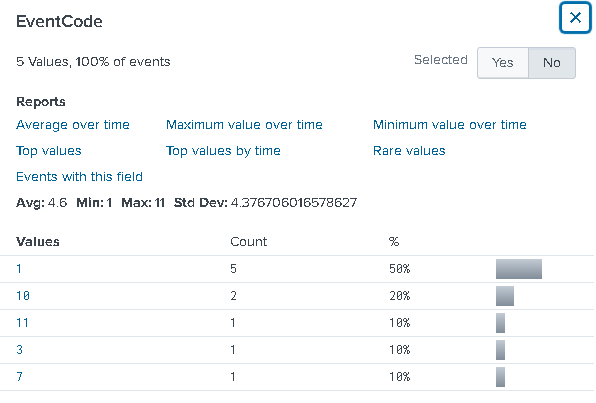 EventCode
5 Values, 100% of events Selected Yes No
Reports
Average over time Maximum value over time Minimum value over time
Top values Top values by time Rare values
Events with this field
Avg: 4.6 Min: 1 Max: 11 Std Dev: 4.376706016578627
Values Count %
1 5 50%
10 2 20%
11 1 10%
3 1 10%
7 1 10%